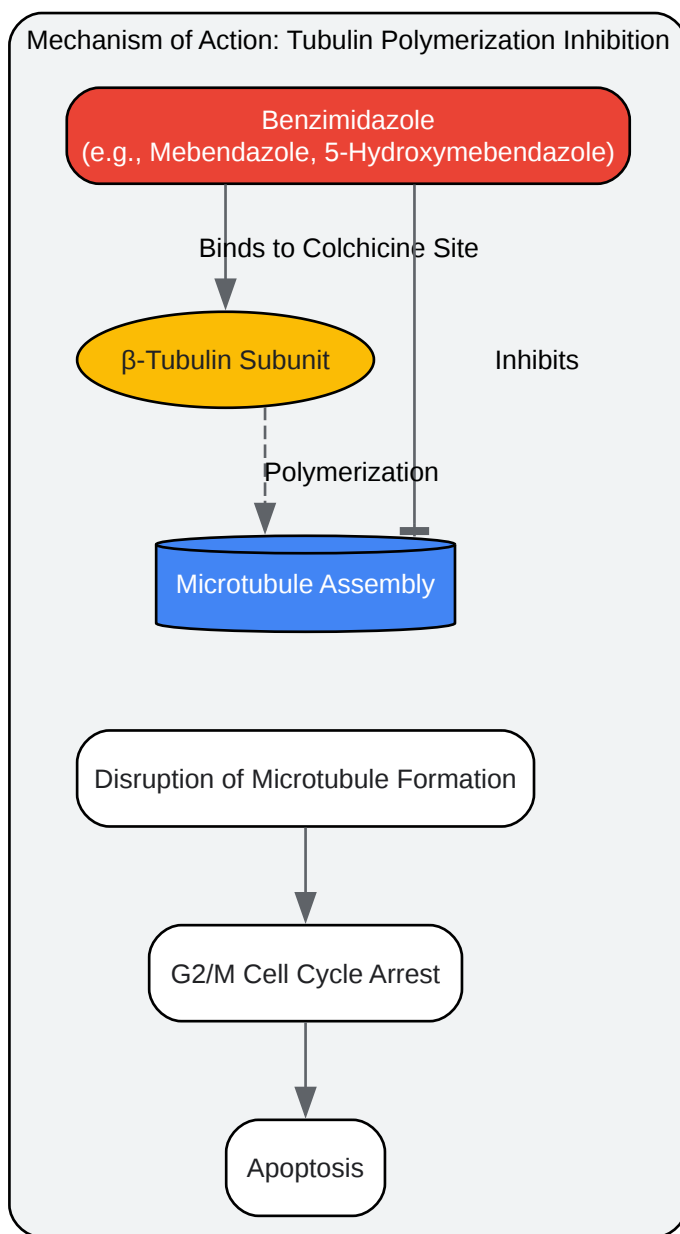 Mechanism of Action: Tubulin Polymerization Inhibition
Benzimidazole
(e.g., Mebendazole, 5-Hydroxymebendazole)
Binds to Colchicine Site
β-Tubulin Subunit
Inhibits
Polymerization
Microtubule Assembly
Disruption of Microtubule Formation
G2/M Cell Cycle Arrest
Apoptosis